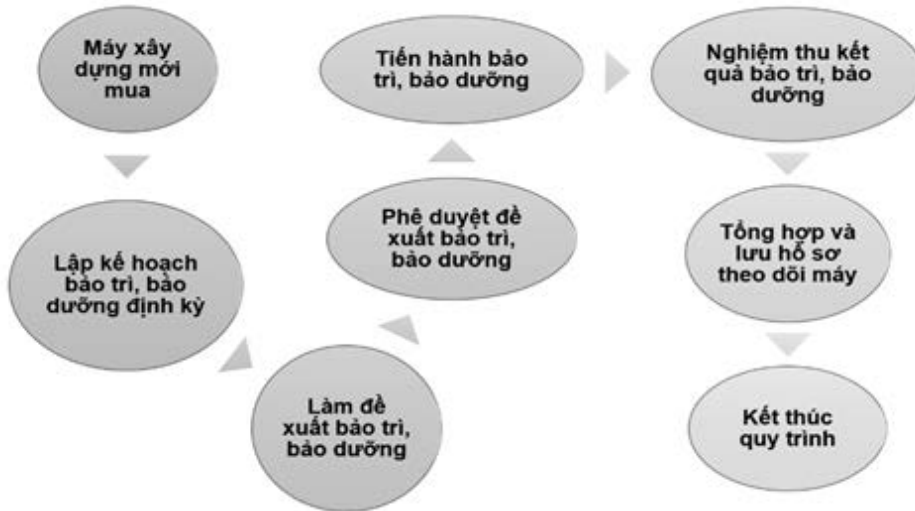 Máy xây
dựng mới
mua
Lập kế hoạch
bảo trì, bảo
dưỡng định kỳ
Làm đề
xuất bảo trì,
bảo dưỡng
Phê duyệt đề
xuất bảo trì,
bảo dưỡng
Tiến hành bảo
trì, bảo dưỡng
Nghiệm thu kết
quả bảo trì, bảo
dưỡng
Tổng hợp và
lưu hồ sơ
theo dõi máy
Kết thúc
quy trình